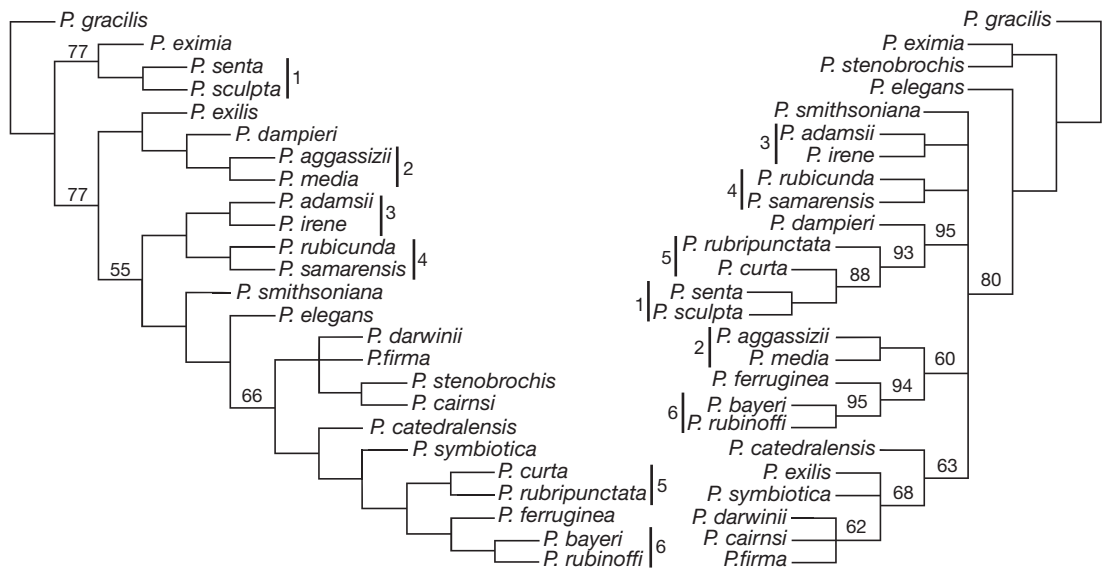 P. gracilis
77
P. eximia
P. senta
P. sculpta
1
77
P. exilis
P. dampieri
P. aggassizii
P. media
2
55
P. adamsii
P. irene
3
P. rubicunda
P. samarensis
4
P. smithsoniana
P. elegans
66
P. darwinii
P.firma
P. stenobrochis
P. cairnsi
P. catedralensis
P. symbiotica
P. curta
P. rubripunctata
5
P. ferruginea
P. bayeri
P. rubinoffi
6
P. gracilis
P. eximia
P. stenobrochis
P. elegans
80
P. smithsoniana
3
P. adamsii
P. irene
4
P. rubicunda
P. samarensis
P. dampieri
95
5
P. rubripunctata
93
P. curta
88
1
P. senta
P. sculpta
2
P. aggassizii
P. media
60
P. ferruginea
94
6
P. bayeri
95
P. rubinoffi
P. catedralensis
63
P. exilis
P. symbiotica
68
P. darwinii
62
P. cairnsi
P.firma